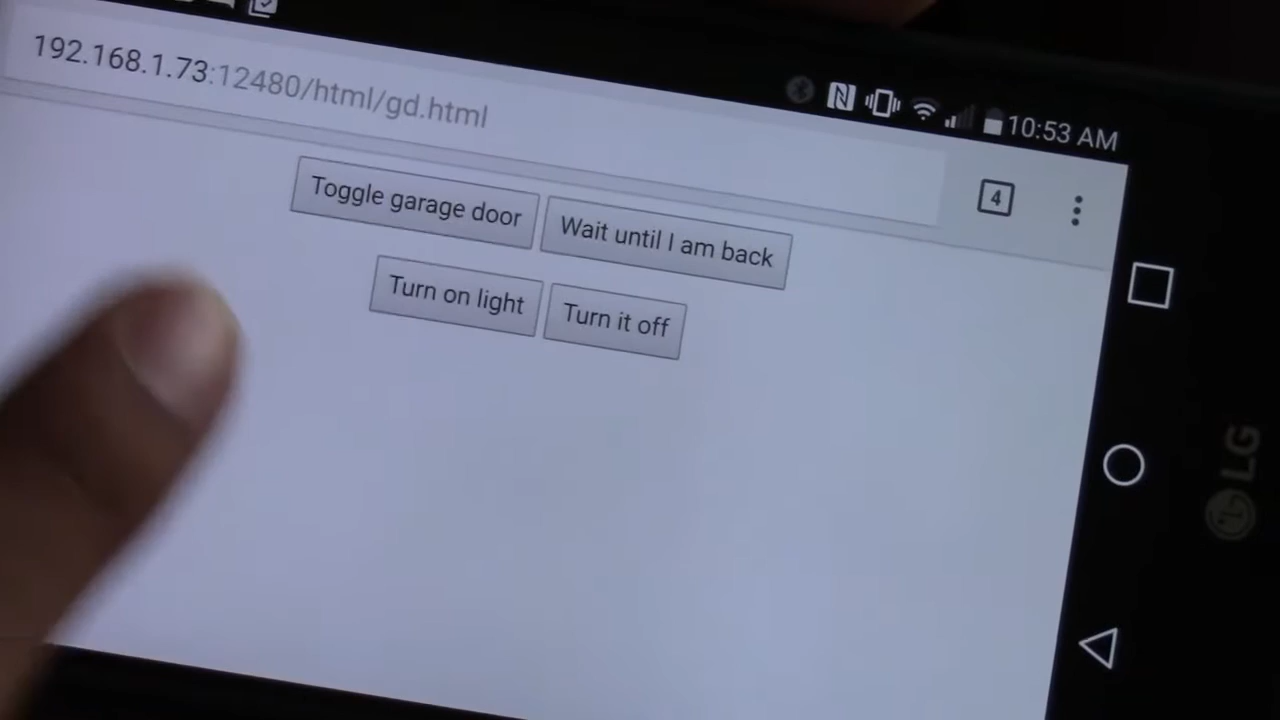 192.168.1.73:12480/html/gd.html
10:53 AM
4
Toggle garage door
Wait until I am back
Turn on light
Turn it off
LG